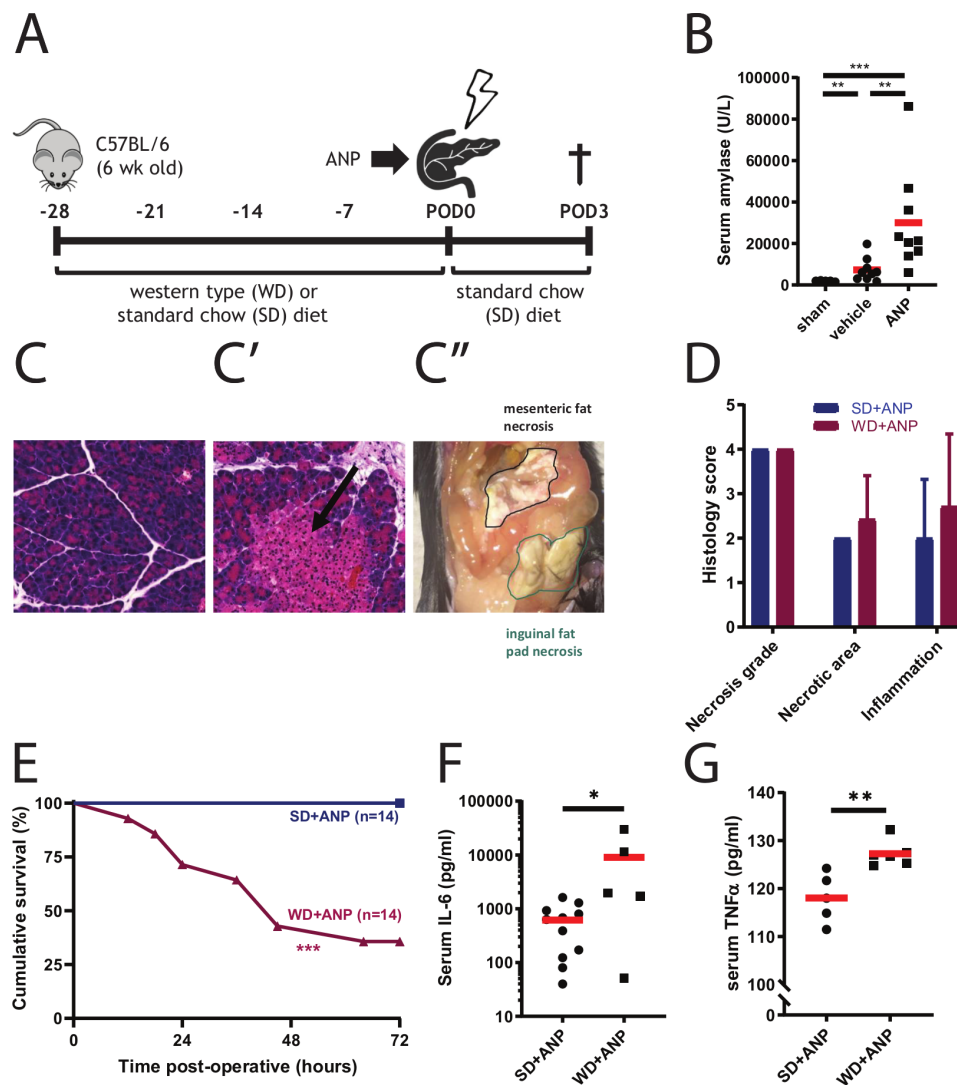 A
C57BL/6
(6 wk old)
ANP
-28
-21
-14
-7
POD0
POD3
western type (WD) or
standard chow (SD) diet
standard chow
(SD) diet
B
Serum amylase (U/L)
100000
80000
60000
40000
20000
0
***
**
**
sham
vehicle
ANP
C
C'
C"
mesenteric fat
necrosis
inguinal fat
pad necrosis
D
Histology score
5
4
3
2
1
SD+ANP
WD+ANP
Necrosis grade
Necrotic area
Inflammation
E
Cumulative survival (%)
100
75
50
25
0
SD+ANP (n=14)
WD+ANP (n=14)
***
0
24
48
72
Time post-operative (hours)
F
Serum IL-6 (pg/ml)
100000
10000
1000
100
10
*
SD+ANP
WD+ANP
G
serum TNFα (pg/ml)
140
130
120
110
100
0
**
SD+ANP
WD+ANP